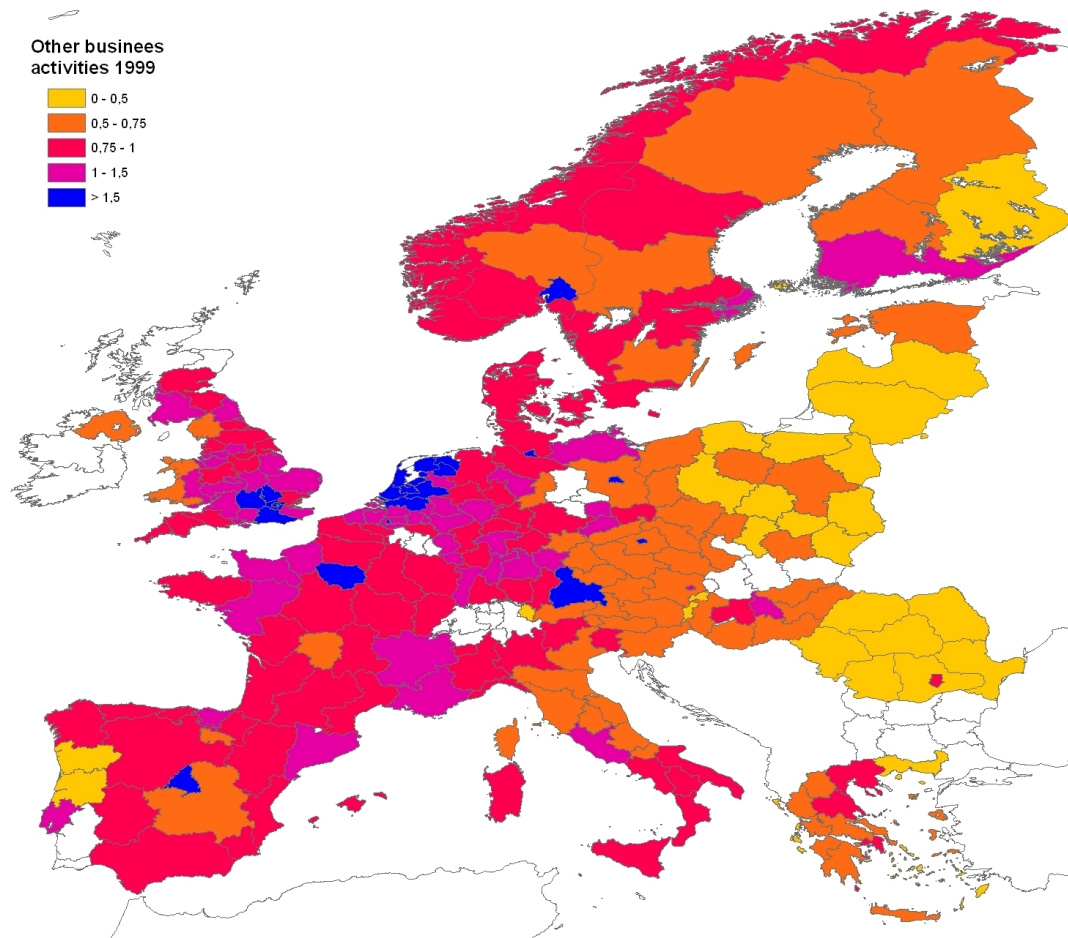 Other businees
activities 1999
0 - 0,5
0,5 - 0,75
0,75 - 1
1 - 1,5
> 1,5